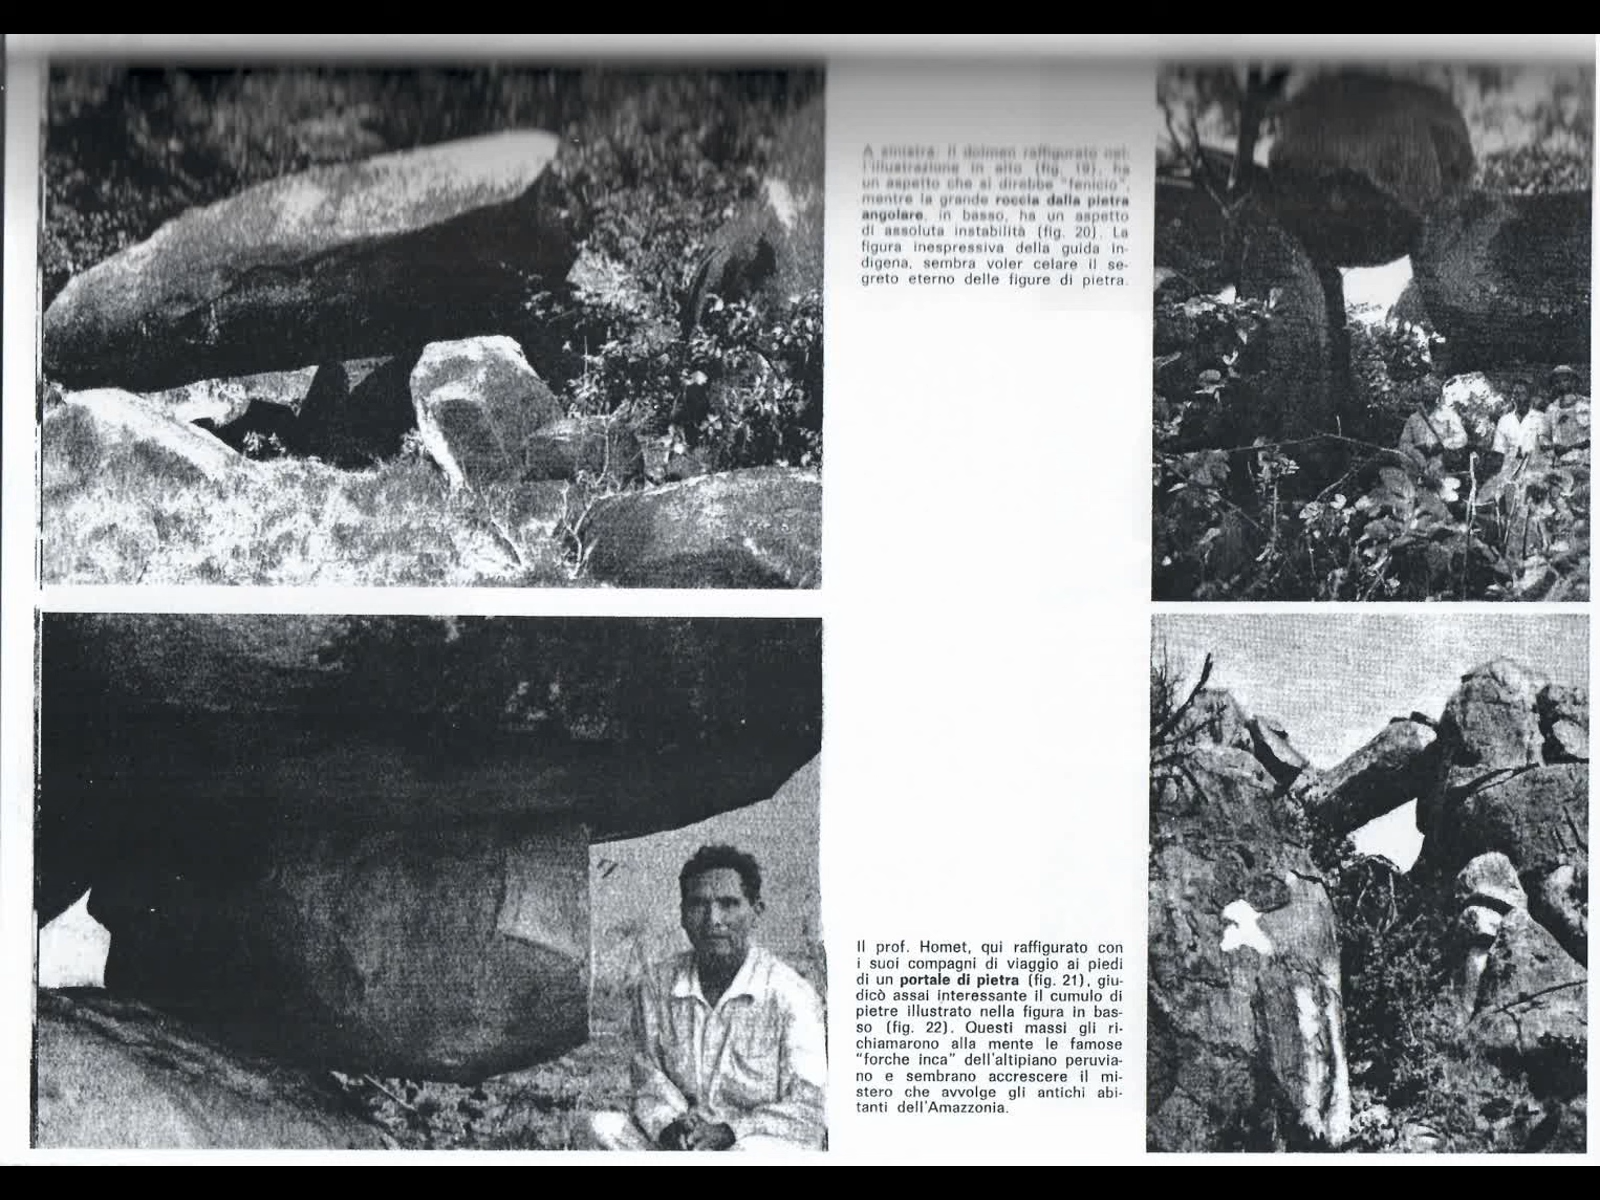 A sinistra: Il dolmen raffigurato nel-
l'illustrazione in alto (fig. 19), ha
un aspetto che si direbbe "fenicio",
mentre la grande roccia dalla pietra
angolare, in basso, ha un aspetto
di assoluta instabilità (fig. 20). La
figura inespressiva della guida in-
digena, sembra voler celare il se-
greto eterno delle figure di pietra.
Il prof. Homet, qui raffigurato con
i suoi compagni di viaggio ai piedi
di un portale di pietra (fig. 21), giu-
dicò assai interessante il cumulo di
pietre illustrato nella figura in bas-
so (fig. 22). Questi massi gli ri-
chiamarono alla mente le famose
"forche inca" dell'altipiano peruvia-
no e sembrano accrescere il mi-
stero che avvolge gli antichi abi-
tanti dell'Amazzonia.